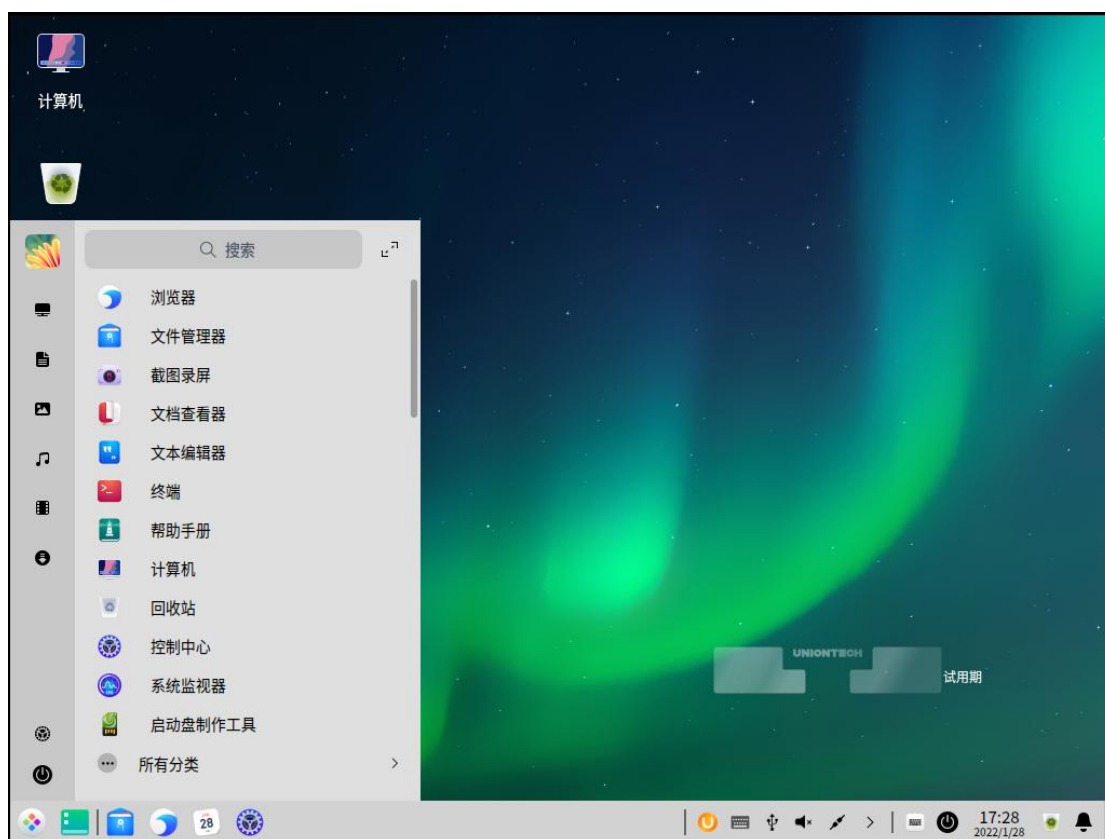 计算机
搜索
浏览器
文件管理器
截图录屏
文档查看器
文本编辑器
终端
帮助手册
计算机
回收站
控制中心
系统监视器
启动盘制作工具
所有分类
UNIONTECH
试用期
28
17:28
2022/1/28